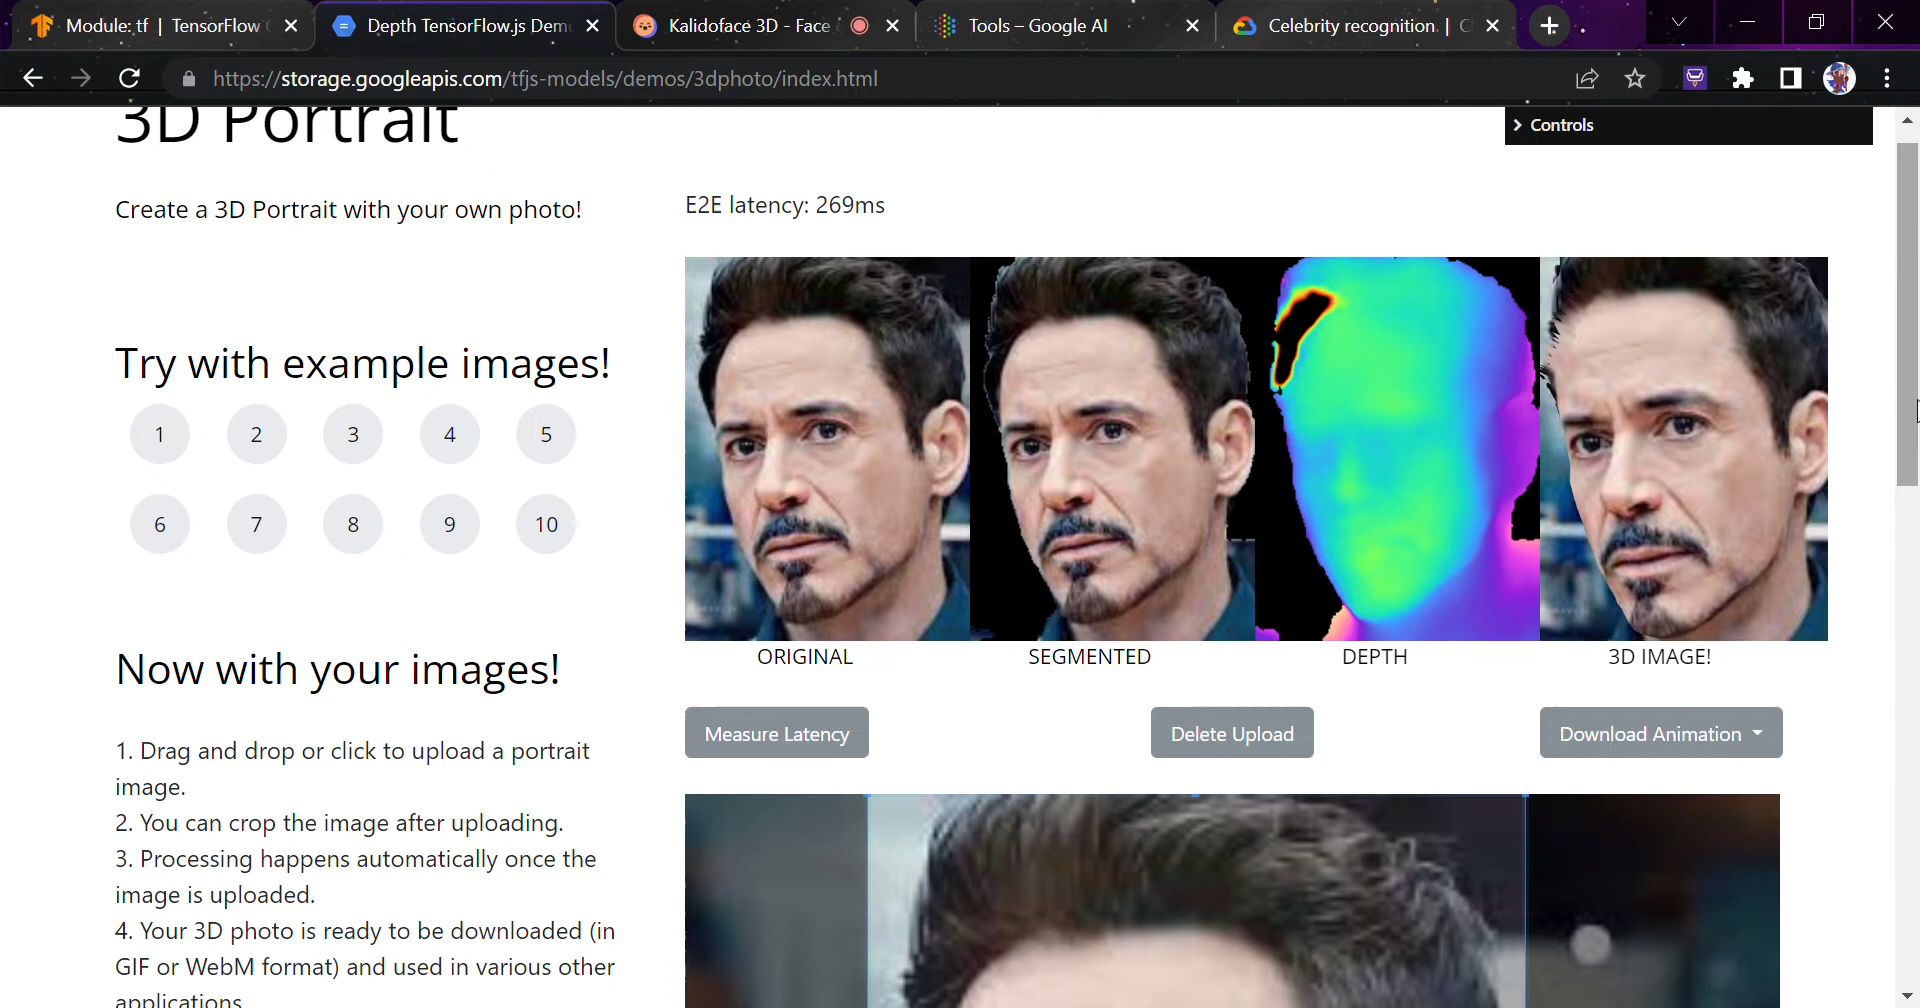 Module: tf | TensorFlow
Depth TensorFlow.js Demo
Kalidoface 3D - Face
Tools – Google AI
Celebrity recognition. | Cl
https://storage.googleapis.com/tfjs-models/demos/3dphoto/index.html
3D Portrait
Controls
Create a 3D Portrait with your own photo!
E2E latency: 269ms
Try with example images!
1 2 3 4 5
6 7 8 9 10
ORIGINAL SEGMENTED DEPTH 3D IMAGE!
Now with your images!
Measure Latency Delete Upload Download Animation
1. Drag and drop or click to upload a portrait
image.
2. You can crop the image after uploading.
3. Processing happens automatically once the
image is uploaded.
4. Your 3D photo is ready to be downloaded (in
GIF or WebM format) and used in various other
applications